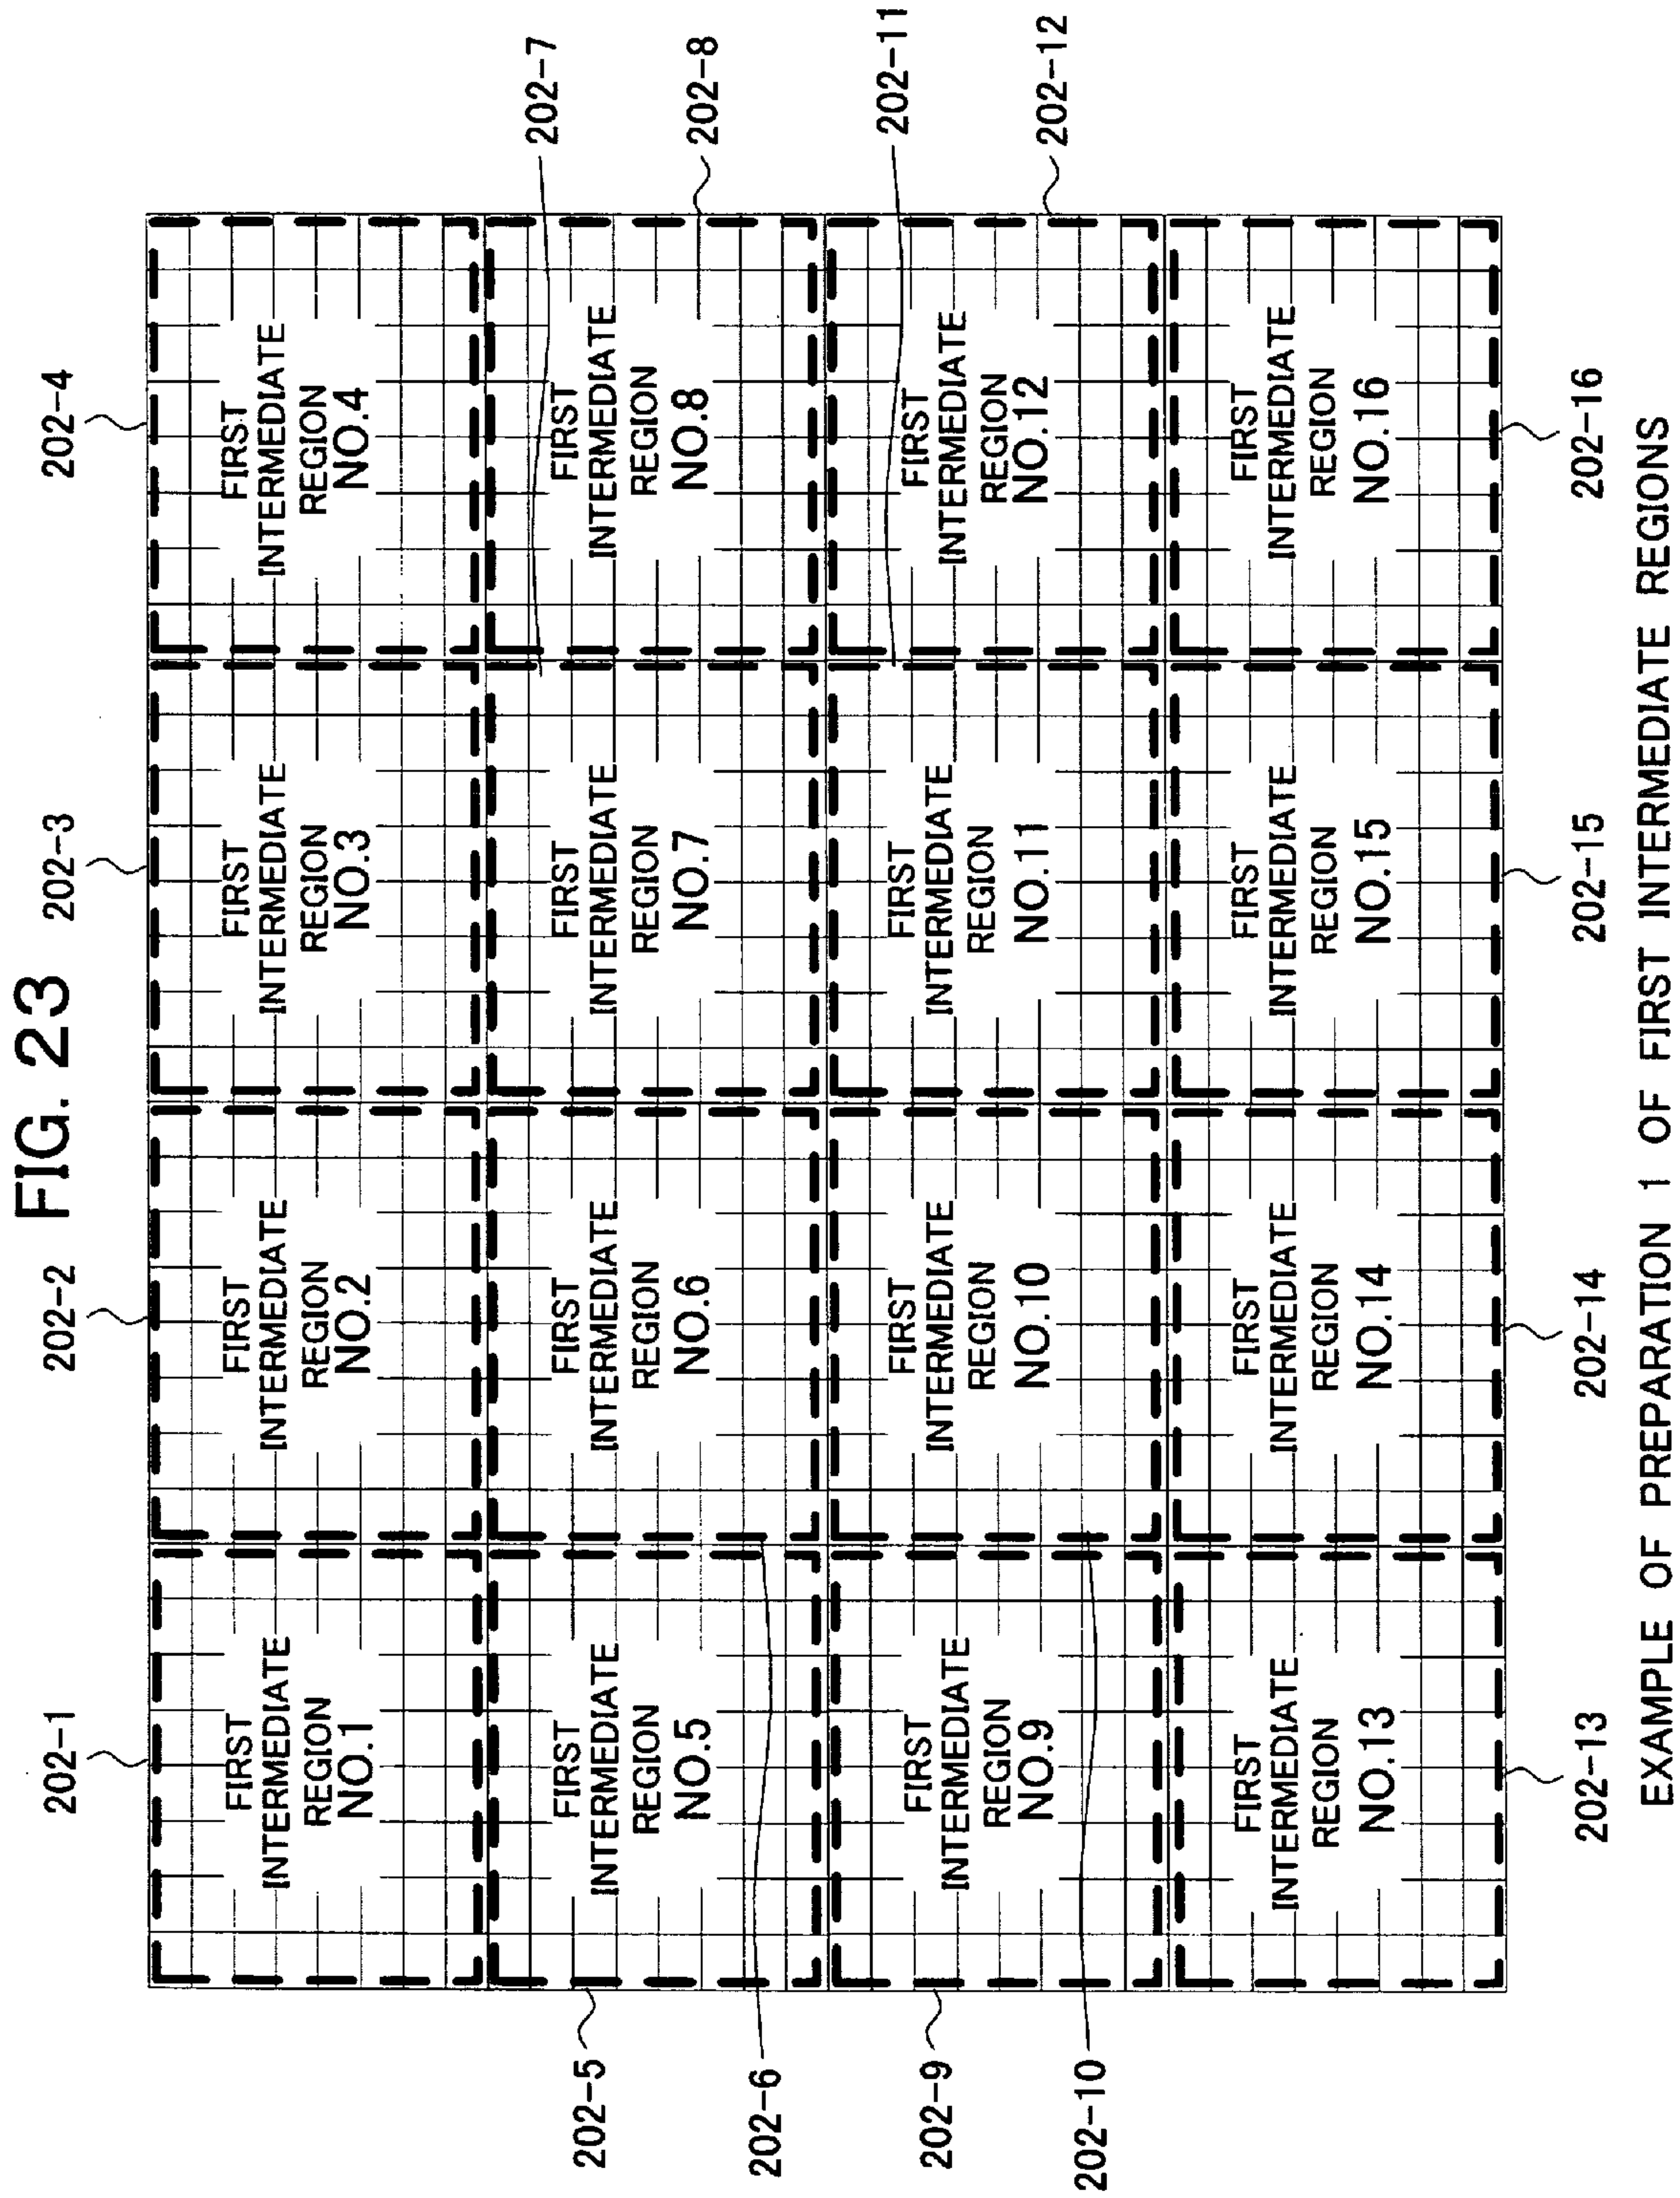 FIG. 23
202-1
202-2
202-3
202-4
FIRST
INTERMEDIATE
REGION
NO.1
FIRST
INTERMEDIATE
REGION
NO.2
FIRST
INTERMEDIATE
REGION
NO.3
FIRST
INTERMEDIATE
REGION
NO.4
202-5
202-6
202-7
202-8
FIRST
INTERMEDIATE
REGION
NO.5
FIRST
INTERMEDIATE
REGION
NO.6
FIRST
INTERMEDIATE
REGION
NO.7
FIRST
INTERMEDIATE
REGION
NO.8
202-9
202-10
202-11
202-12
FIRST
INTERMEDIATE
REGION
NO.9
FIRST
INTERMEDIATE
REGION
NO.10
FIRST
INTERMEDIATE
REGION
NO.11
FIRST
INTERMEDIATE
REGION
NO.12
FIRST
INTERMEDIATE
REGION
NO.13
FIRST
INTERMEDIATE
REGION
NO.14
FIRST
INTERMEDIATE
REGION
NO.15
FIRST
INTERMEDIATE
REGION
NO.16
202-13
202-14
202-15
202-16
EXAMPLE OF PREPARATION 1 OF FIRST INTERMEDIATE REGIONS